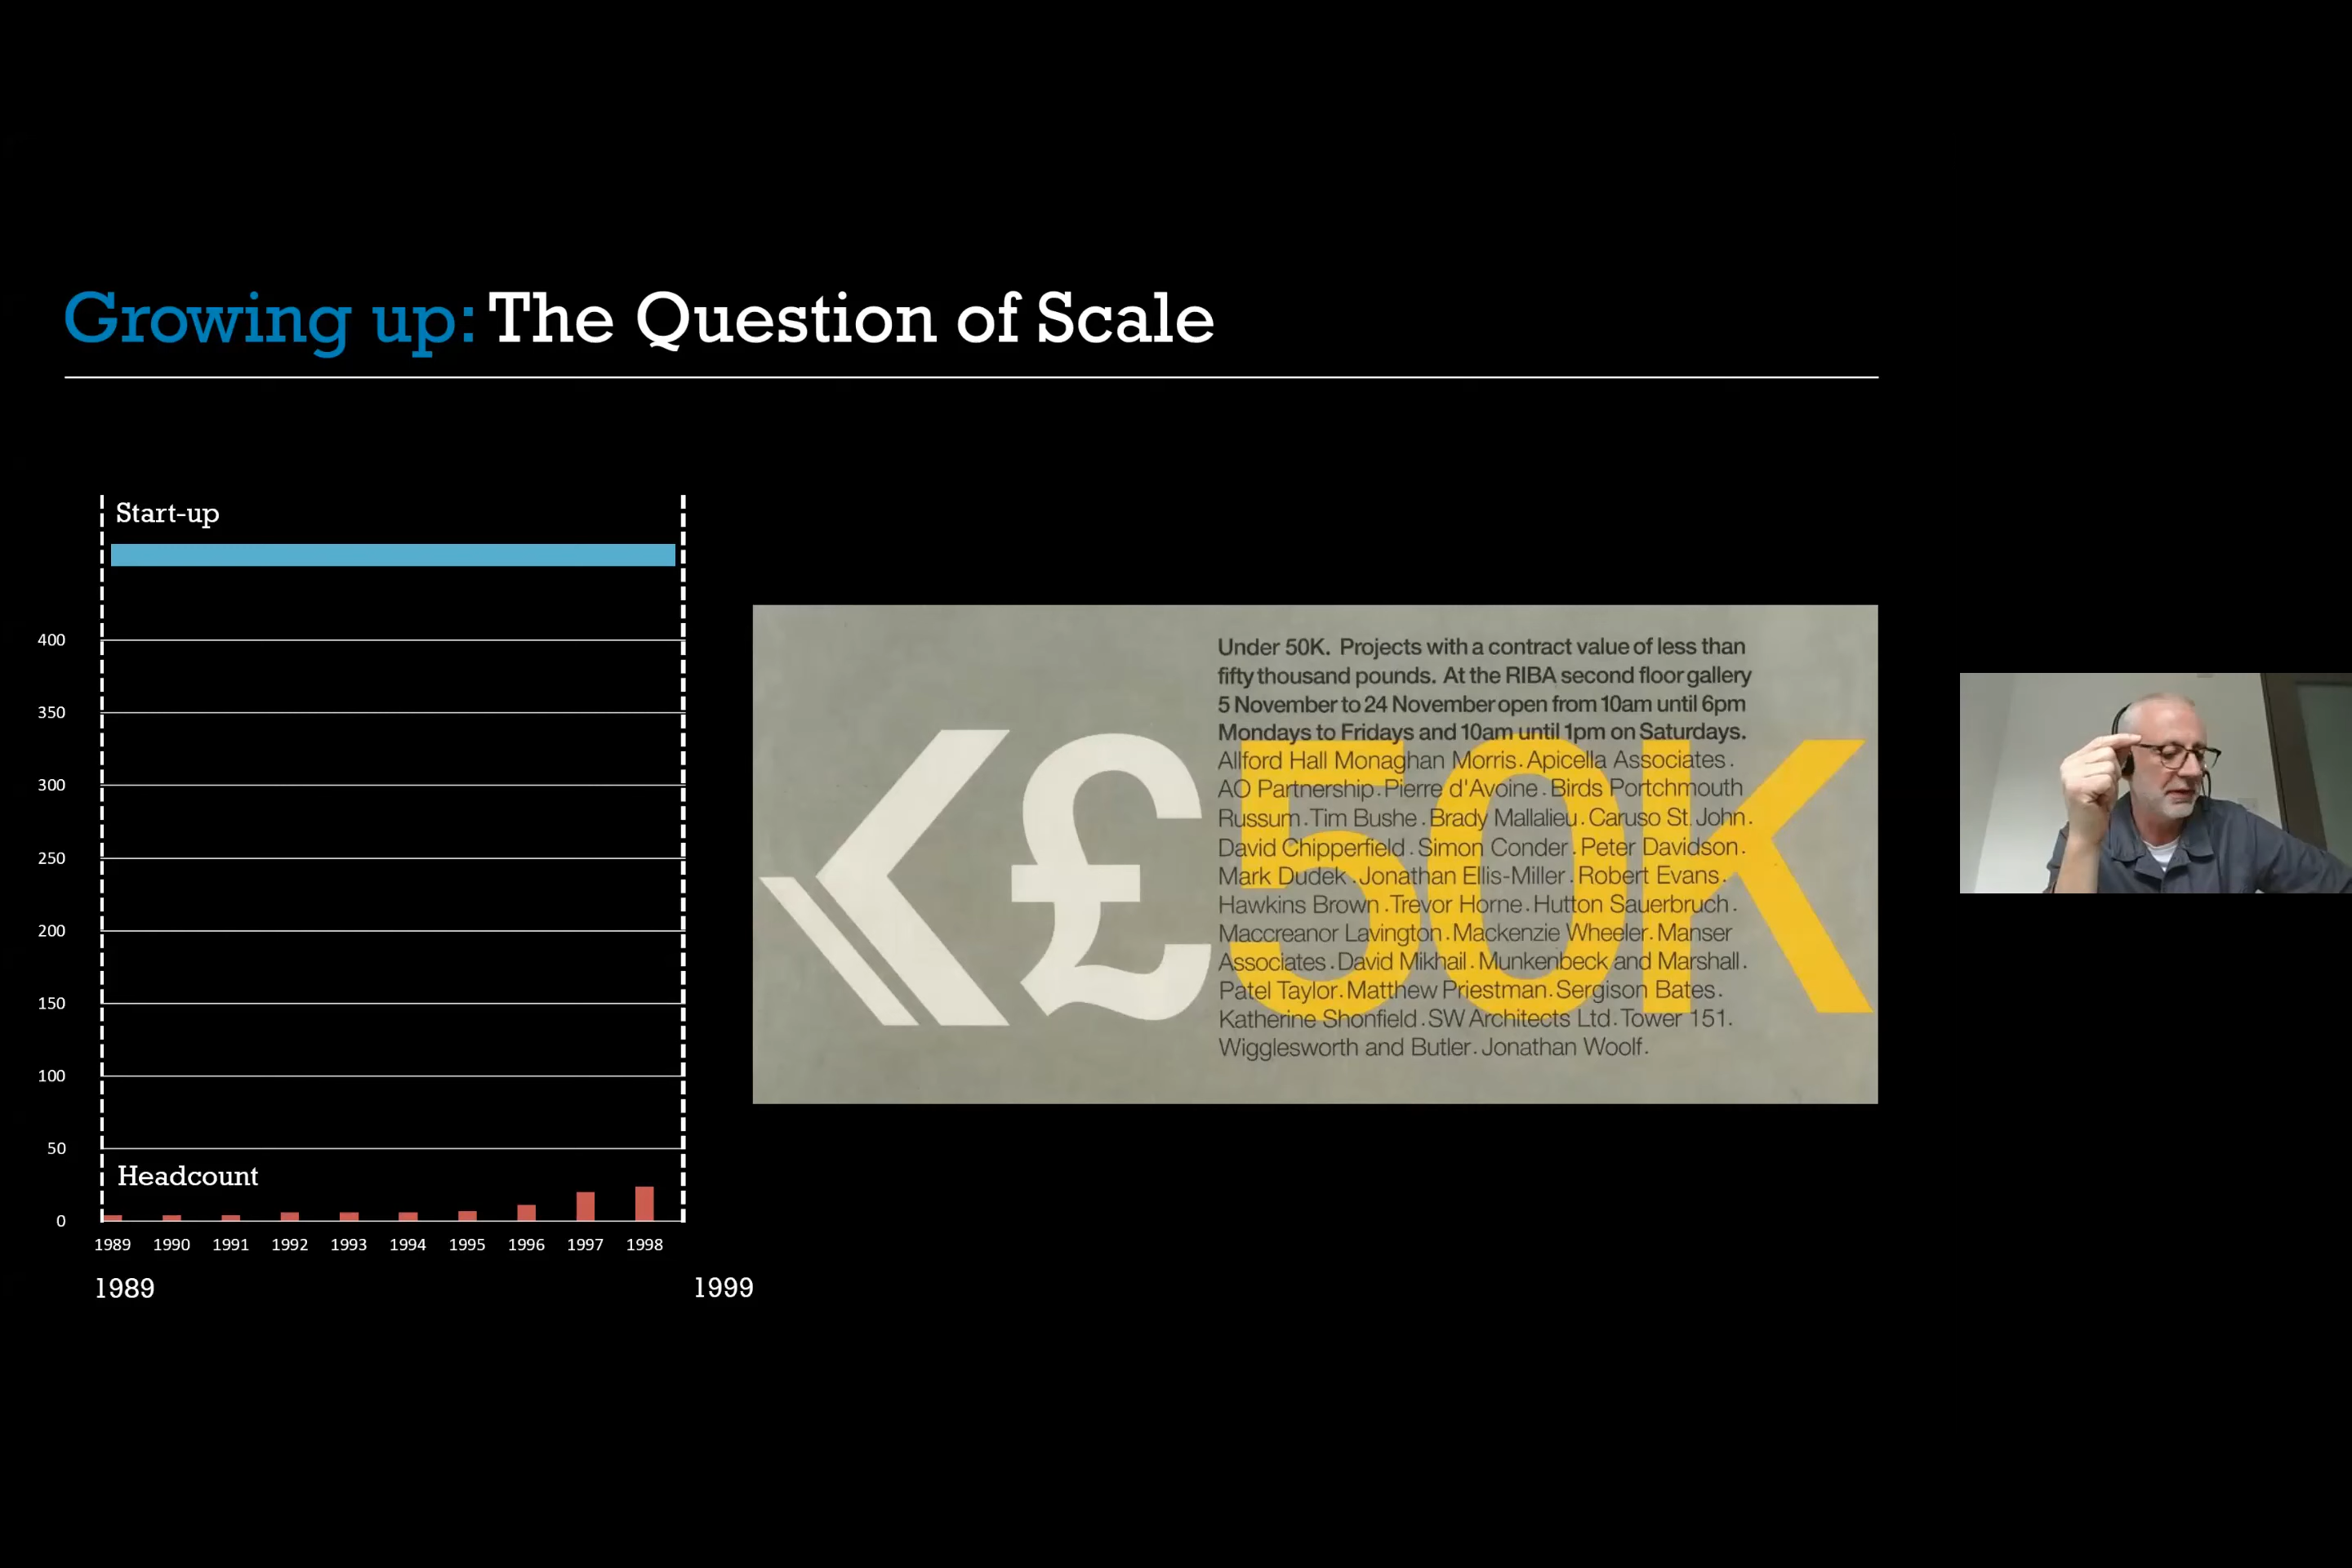 Growing up: The Question of Scale
Start-up
400
350
300
250
200
150
100
50
Headcount
0
1989 1990 1991 1992 1993 1994 1995 1996 1997 1998
1989 1999
<£50K
Under 50K. Projects with a contract value of less than
fifty thousand pounds. At the RIBA second floor gallery
5 November to 24 November open from 10am until 6pm
Mondays to Fridays and 10am until 1pm on Saturdays.
Allford Hall Monaghan Morris. Apicella Associates.
AO Partnership. Pierre d'Avoine. Birds Portchmouth
Russum. Tim Bushe. Brady Mallalieu. Caruso St. John.
David Chipperfield. Simon Conder. Peter Davidson.
Mark Dudek. Jonathan Ellis-Miller. Robert Evans.
Hawkins Brown. Trevor Horne. Hutton Sauerbruch.
Maccreanor Lavington. Mackenzie Wheeler. Manser
Associates. David Mikhail. Munkenbeck and Marshall.
Patel Taylor. Matthew Priestman. Sergison Bates.
Katherine Shonfield. SW Architects Ltd. Tower 151.
Wigglesworth and Butler. Jonathan Woolf.